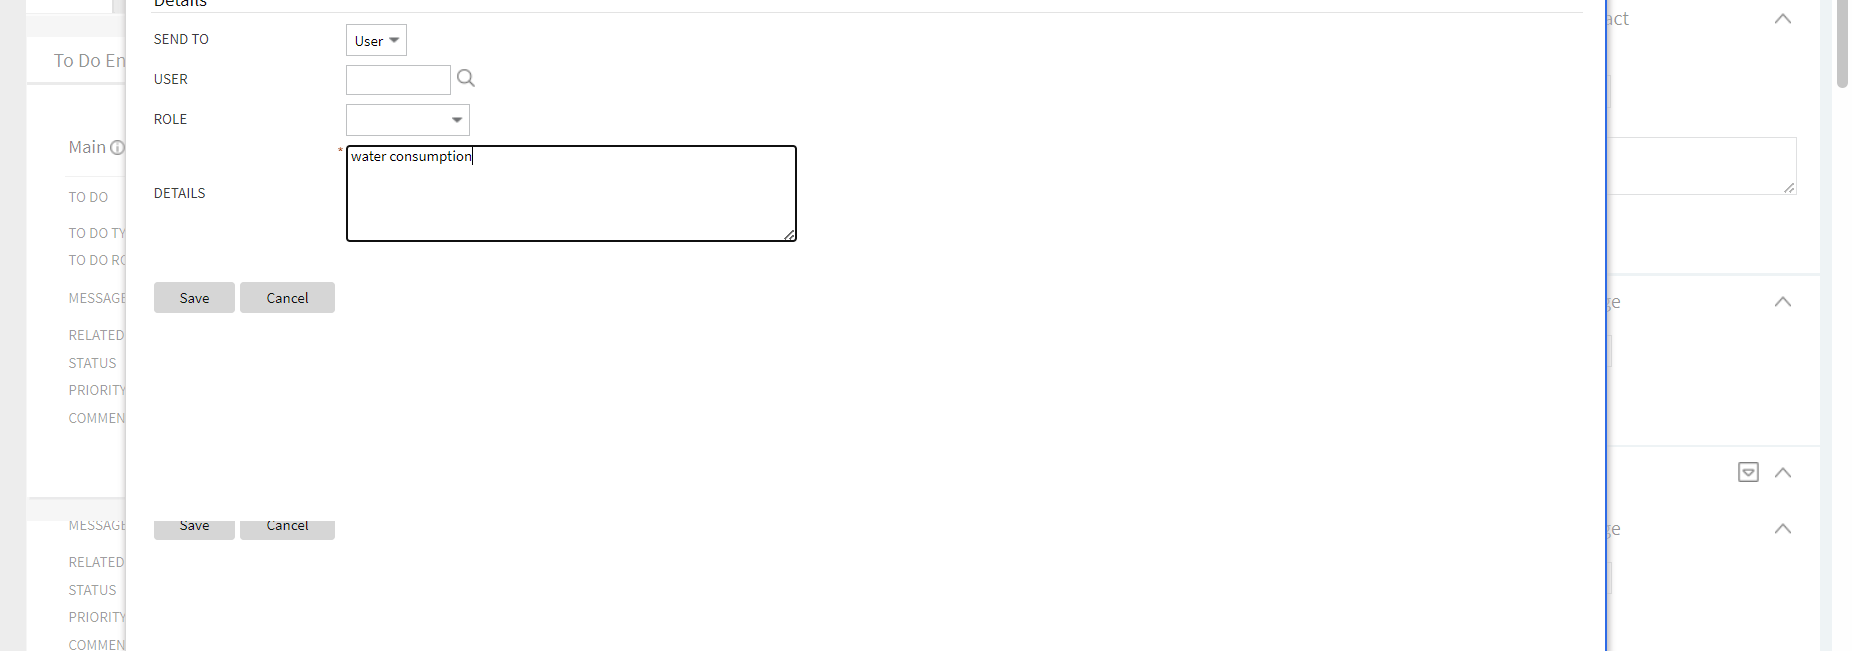 Details
act
SEND TO
User
To Do En
USER
ROLE
Main
water consumption
DETAILS
TO DO
TO DO TY
TO DO RO
MESSAGE
Save
Cancel
ge
RELATED
STATUS
PRIORITY
COMMEN
MESSAGE
Save
Cancel
ge
RELATED
STATUS
PRIORITY
COMMEN